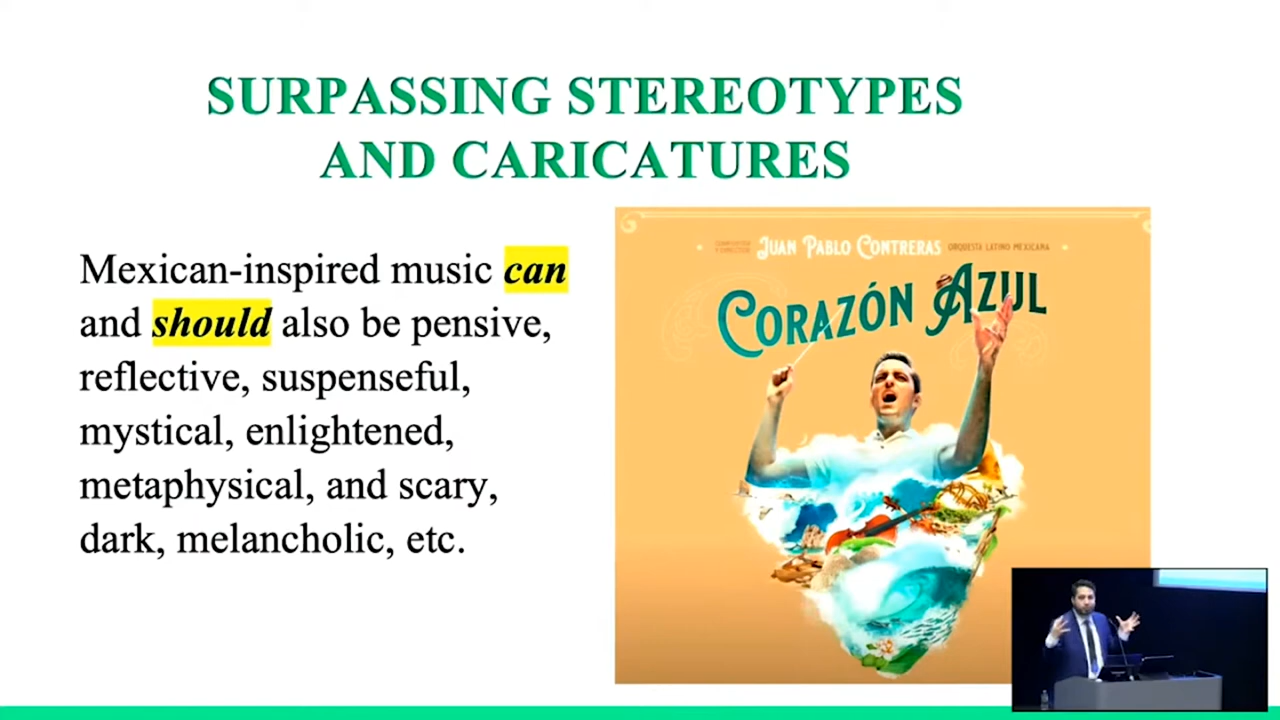 SURPASSING STEREOTYPES
AND CARICATURES
Mexican-inspired music can
and should also be pensive,
reflective, suspenseful,
mystical, enlightened,
metaphysical, and scary,
dark, melancholic, etc.
JUAN PABLO CONTRERAS ORQUESTA LATINO MEXICANA
CORAZÓN AZUL